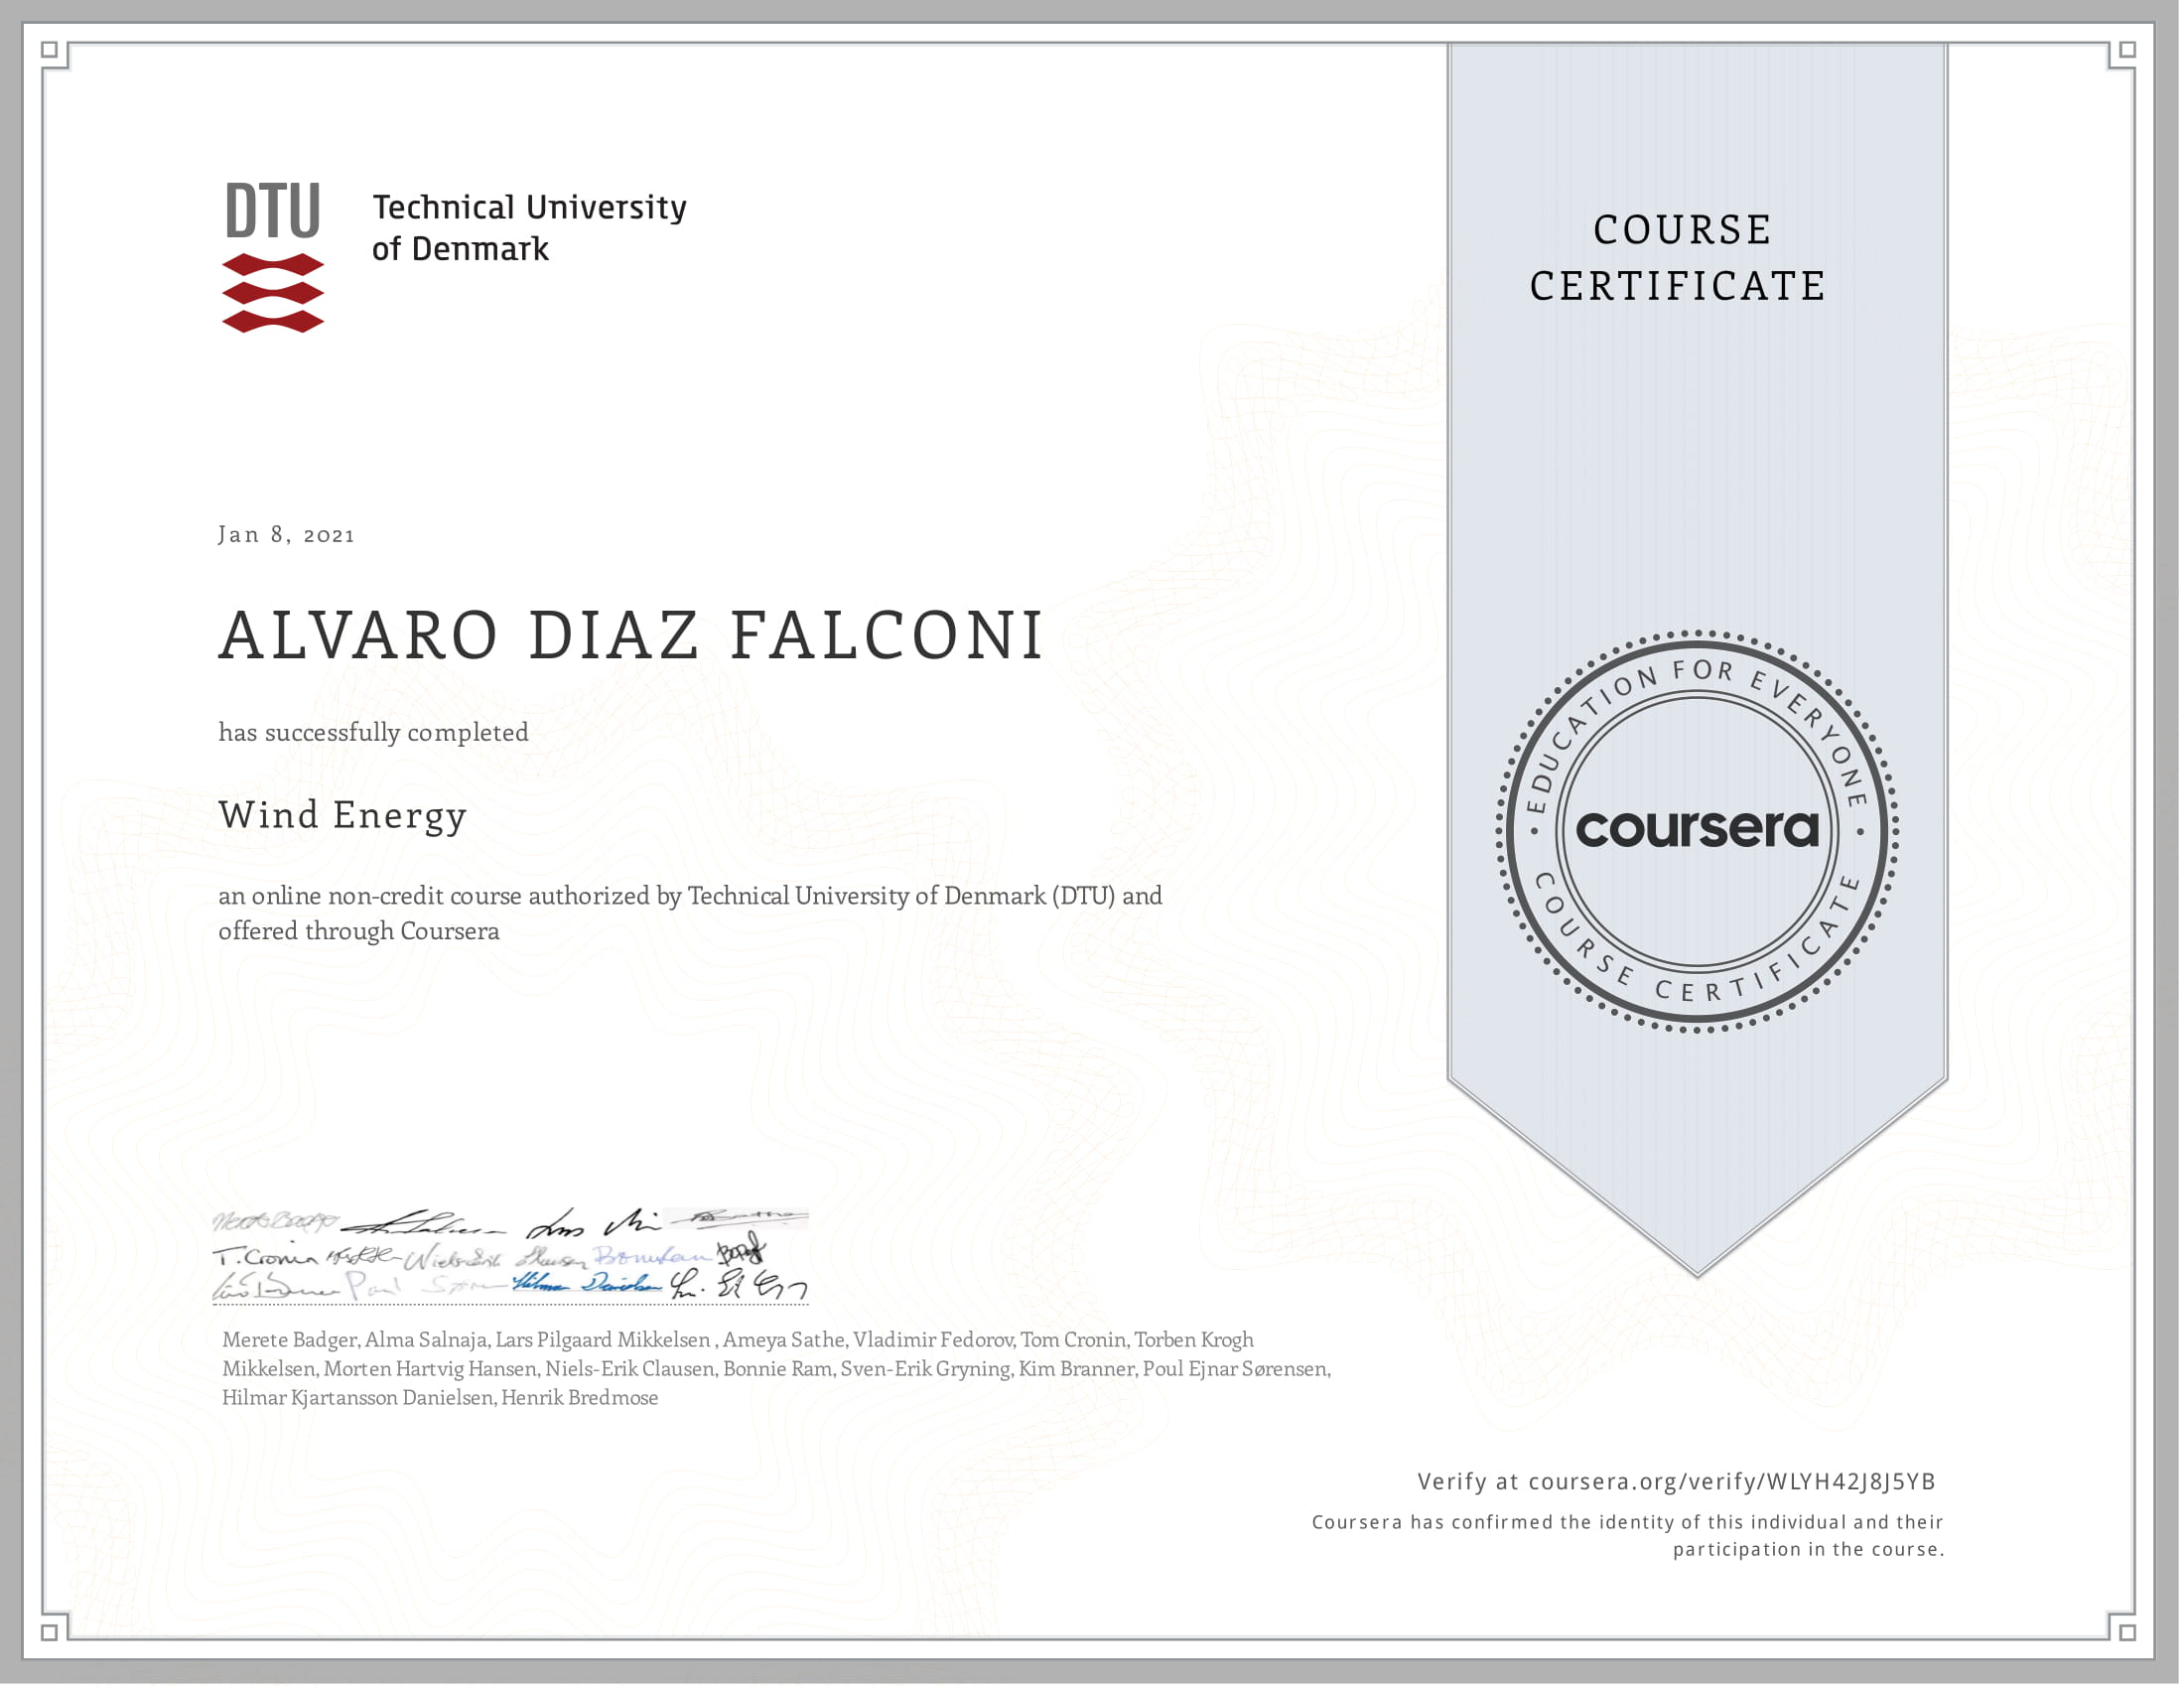 DTU
Technical University
of Denmark
COURSE
CERTIFICATE
Jan 8, 2021
ALVARO DIAZ FALCONI
has successfully completed
Wind Energy
an online non-credit course authorized by Technical University of Denmark (DTU) and
offered through Coursera
EDUCATION FOR EVERYONE
coursera
COURSE CERTIFICATE
T. Cronin
Merete Badger, Alma Salnaja, Lars Pilgaard Mikkelsen , Ameya Sathe, Vladimir Fedorov, Tom Cronin, Torben Krogh
Mikkelsen, Morten Hartvig Hansen, Niels-Erik Clausen, Bonnie Ram, Sven-Erik Gryning, Kim Branner, Poul Ejnar Sørensen,
Hilmar Kjartansson Danielsen, Henrik Bredmose
Verify at coursera.org/verify/WLYH42J8J5YB
Coursera has confirmed the identity of this individual and their
participation in the course.